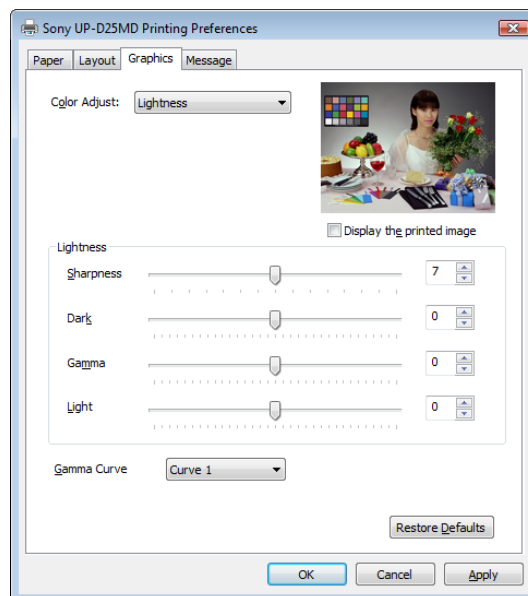 Sony UP-D25MD Printing Preferences
Paper Layout Graphics Message
Color Adjust: Lightness
Display the printed image
Lightness
Sharpness 7
Dark 0
Gamma 0
Light 0
Gamma Curve Curve 1
Restore Defaults
OK Cancel Apply